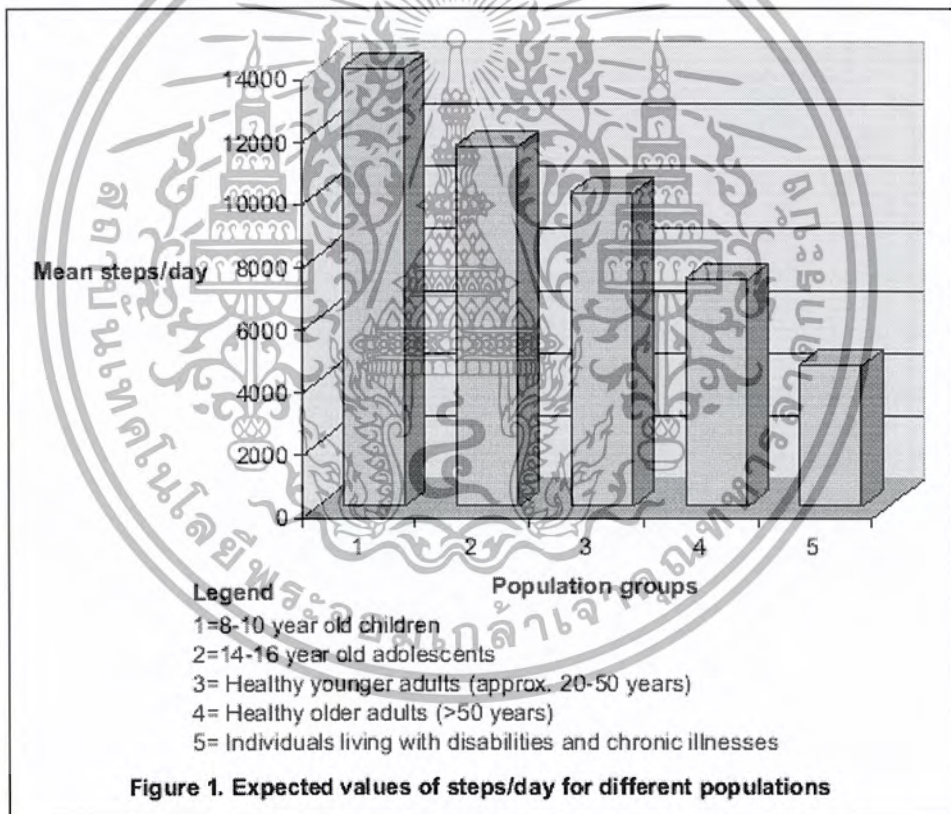 14000
12000
10000
8000
Mean steps/day
6000
4000
2000
0
1 2 3 4 5
Population groups
Legend
1=8-10 year old children
2=14-16 year old adolescents
3= Healthy younger adults (approx. 20-50 years)
4= Healthy older adults (>50 years)
5= Individuals living with disabilities and chronic illnesses
Figure 1. Expected values of steps/day for different populations